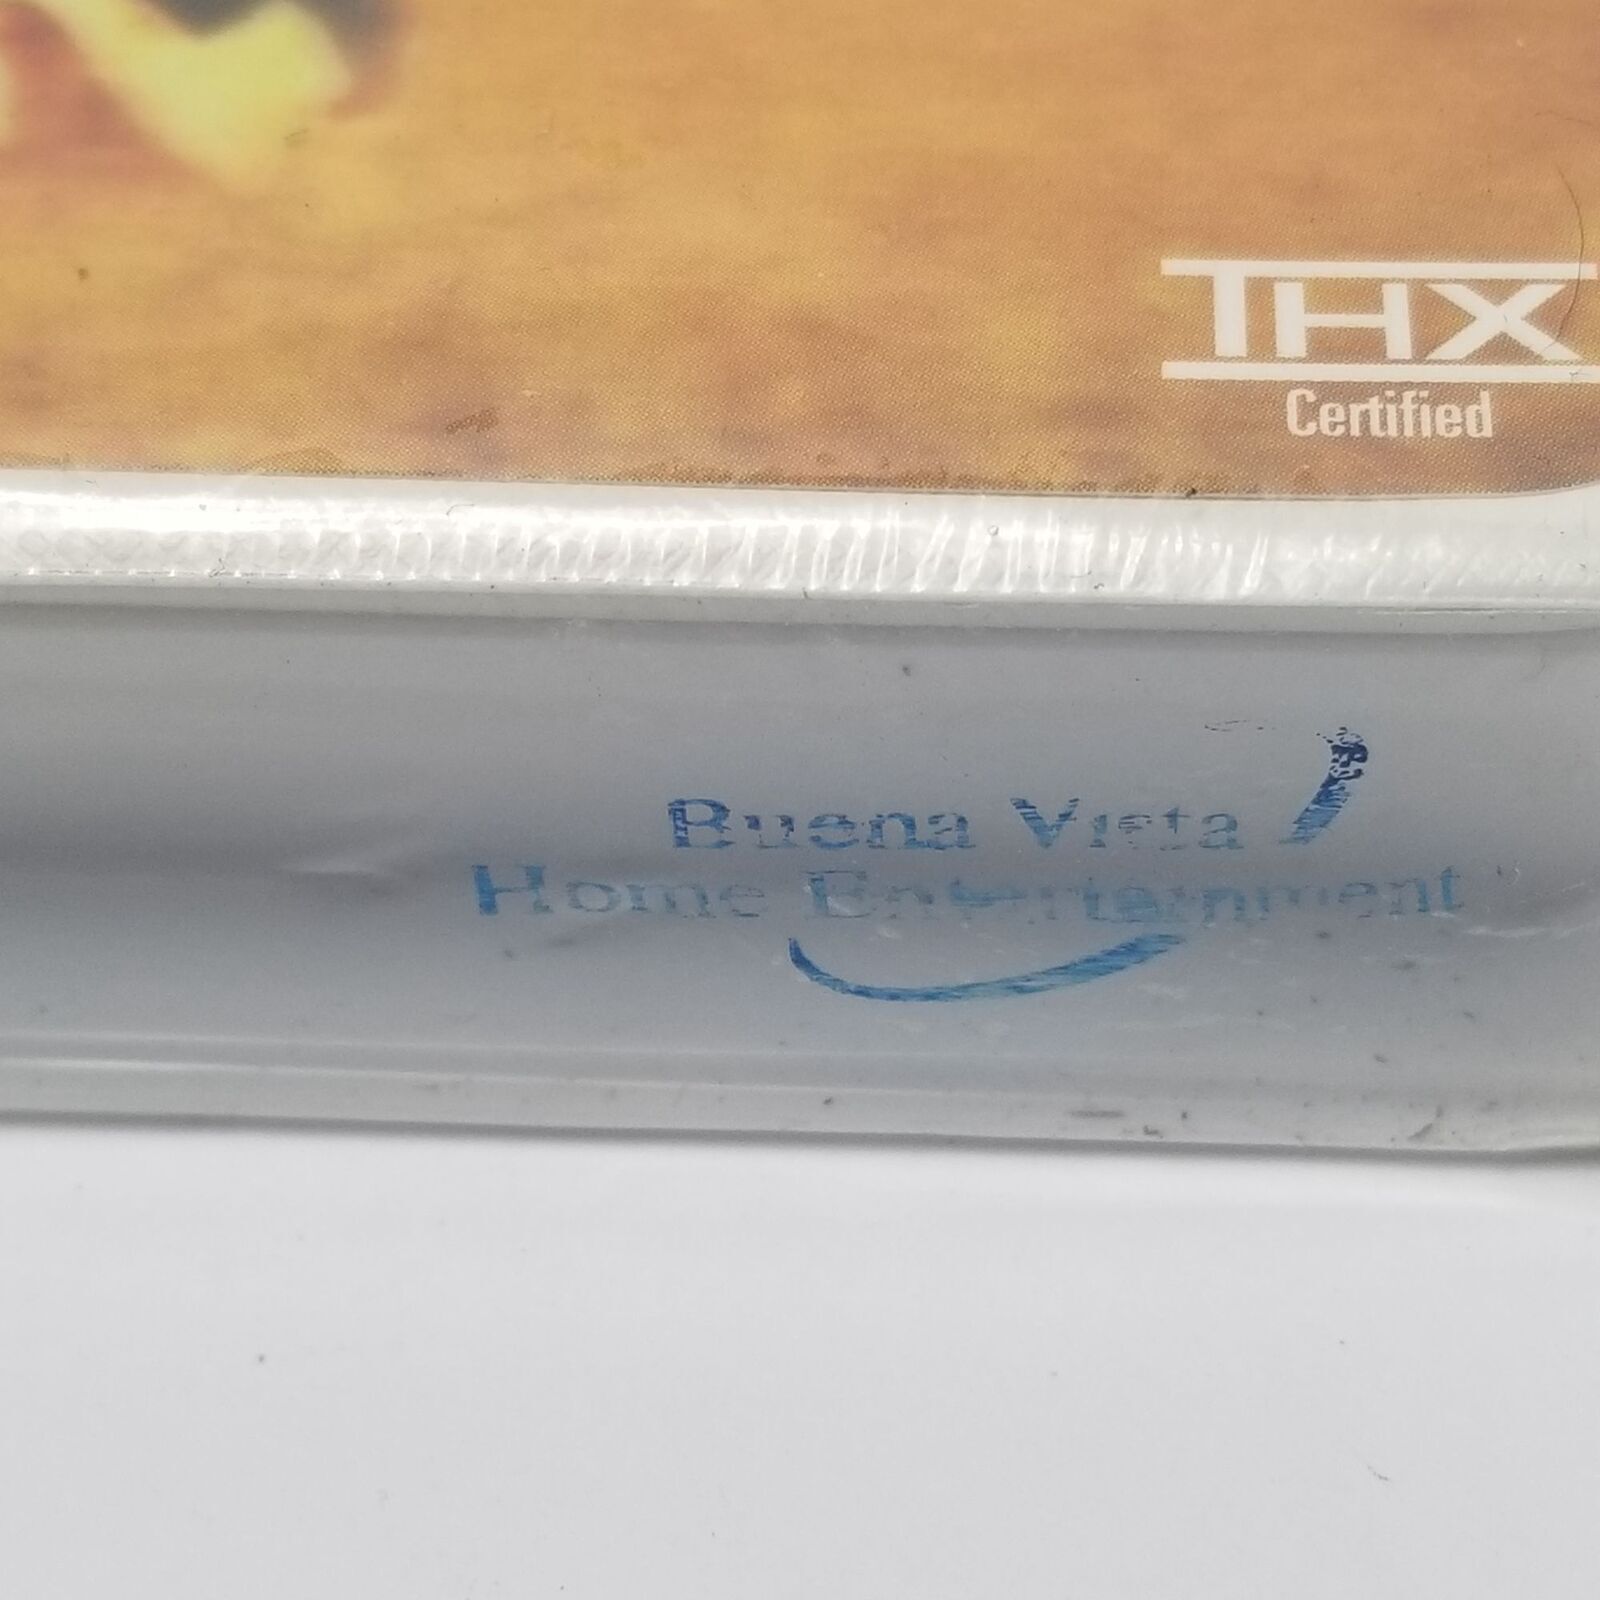 THX
Certified
Buena Vista
Home Entertainment